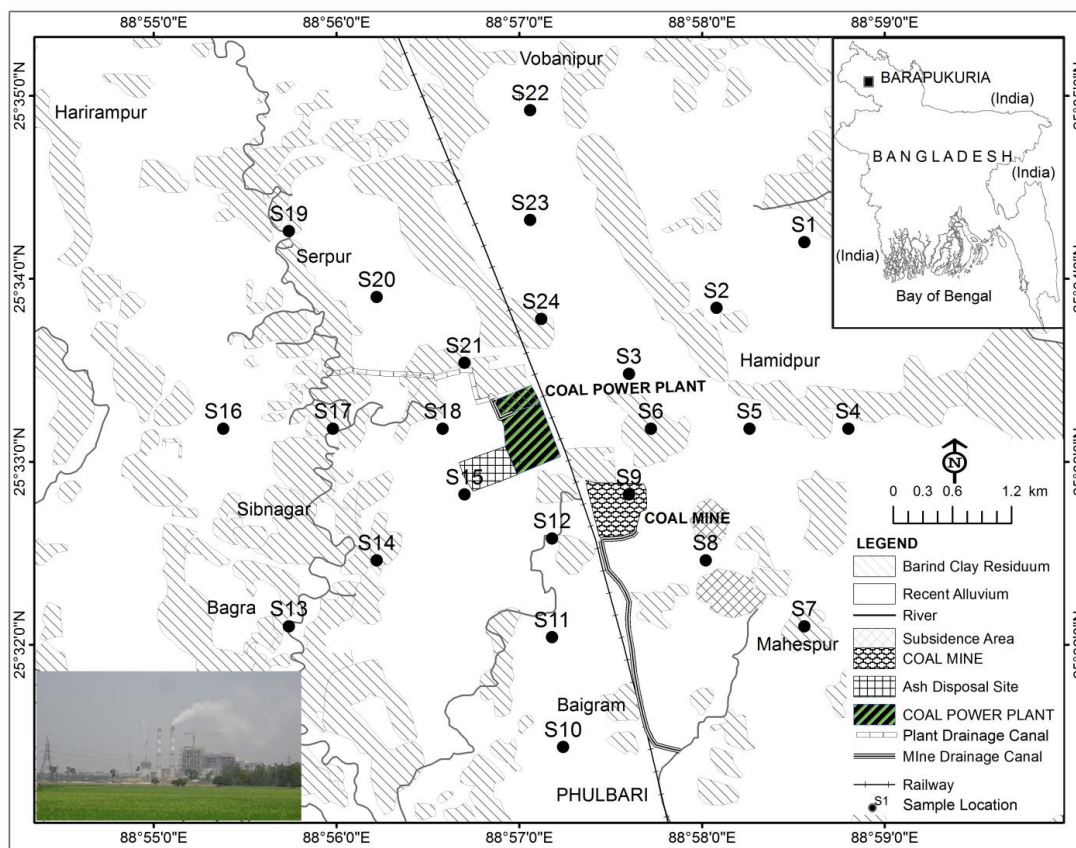 88°55'0"E 88°56'0"E 88°57'0"E 88°58'0"E 88°59'0"E
25°35'0"N
25°34'0"N
25°33'0"N
25°32'0"N
Vobanipur
Harirampur
S22
S23
S1
S19
Serpur
S20
S2
S24
S21
S3
Hamidpur
COAL POWER PLANT
S16
S17
S18
S6
S5
S4
S15
S9
Sibnagar
COAL MINE
S12
S14
S8
Bagra
S13
S11
S7
Mahespur
Baigram
S10
PHULBARI
BARAPUKURIA
(India)
BANGLADESH
(India)
(India)
Bay of Bengal
N
0 0.3 0.6 1.2 km
LEGEND
Barind Clay Residuum
Recent Alluvium
River
Subsidence Area
COAL MINE
Ash Disposal Site
COAL POWER PLANT
Plant Drainage Canal
MIne Drainage Canal
Railway
S1 Sample Location
88°55'0"E 88°56'0"E 88°57'0"E 88°58'0"E 88°59'0"E